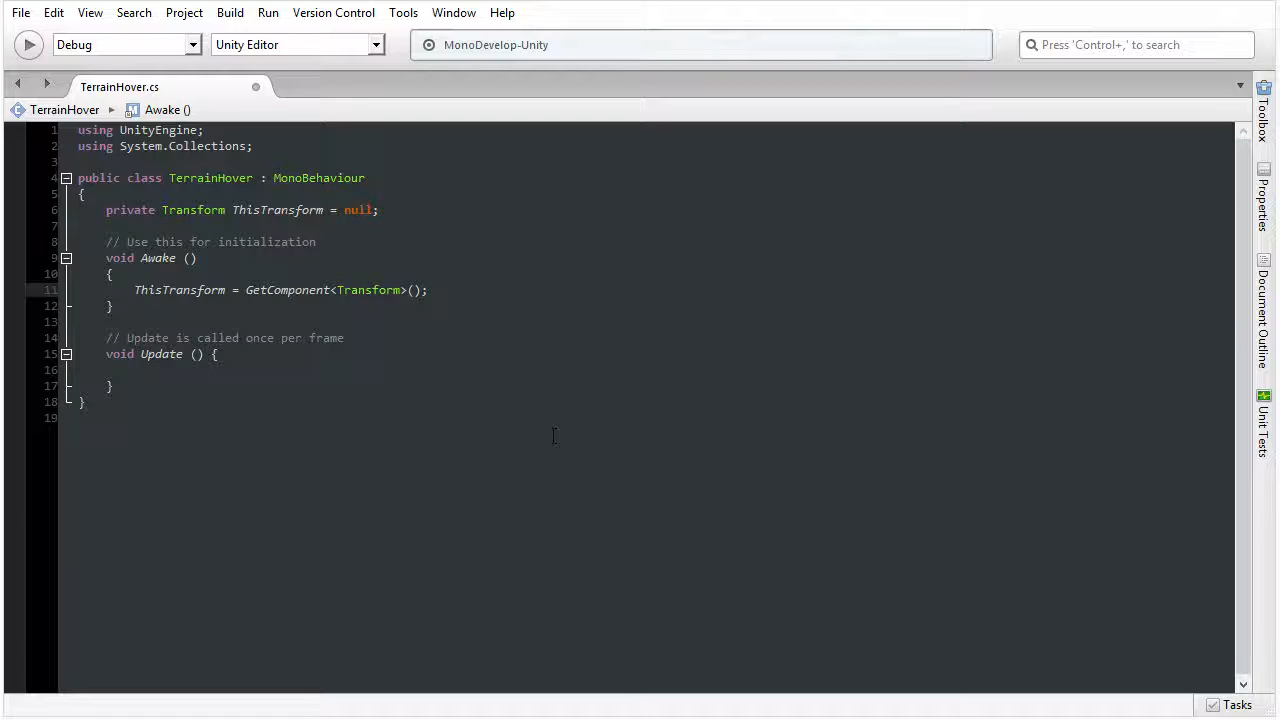 File Edit View Search Project Build Run Version Control Tools Window Help
Debug Unity Editor MonoDevelop-Unity Press 'Control+,' to search
TerrainHover.cs
TerrainHover Awake ()
1 using UnityEngine;
2 using System.Collections;
3
4 public class TerrainHover : MonoBehaviour
5 {
6 private Transform ThisTransform = null;
7
8 // Use this for initialization
9 void Awake ()
10 {
11 ThisTransform = GetComponent<Transform>();
12 }
13
14 // Update is called once per frame
15 void Update () {
16
17 }
18 }
19
Toolbox
Properties
Document Outline
Unit Tests
Tasks